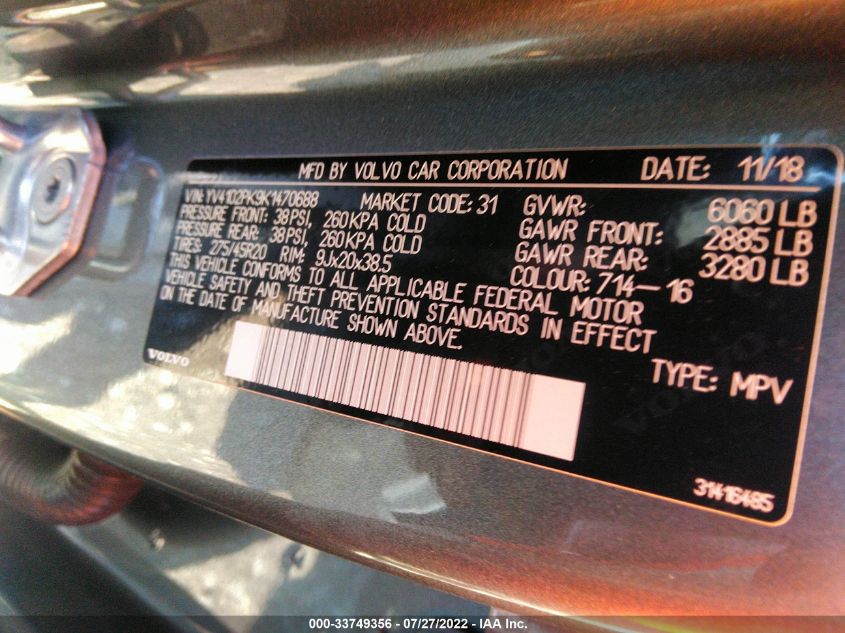 MFD BY VOLVO CAR CORPORATION DATE: 11/18
VIN: YV4102PK9K1470688 MARKET CODE: 31 GVWR: 6060 LB
PRESSURE FRONT: 38 PSI, 260 KPA COLD GAWR FRONT: 2885 LB
PRESSURE REAR: 38 PSI, 260 KPA COLD GAWR REAR: 3280 LB
TIRES: 275/45R20 RIM: 9Jx20x38.5 COLOUR: 714-16
THIS VEHICLE CONFORMS TO ALL APPLICABLE FEDERAL MOTOR
VEHICLE SAFETY AND THEFT PREVENTION STANDARDS IN EFFECT
ON THE DATE OF MANUFACTURE SHOWN ABOVE.
TYPE: MPV
VOLVO
31416485
000-33749356 / 07/27/2022 / IAA Inc.